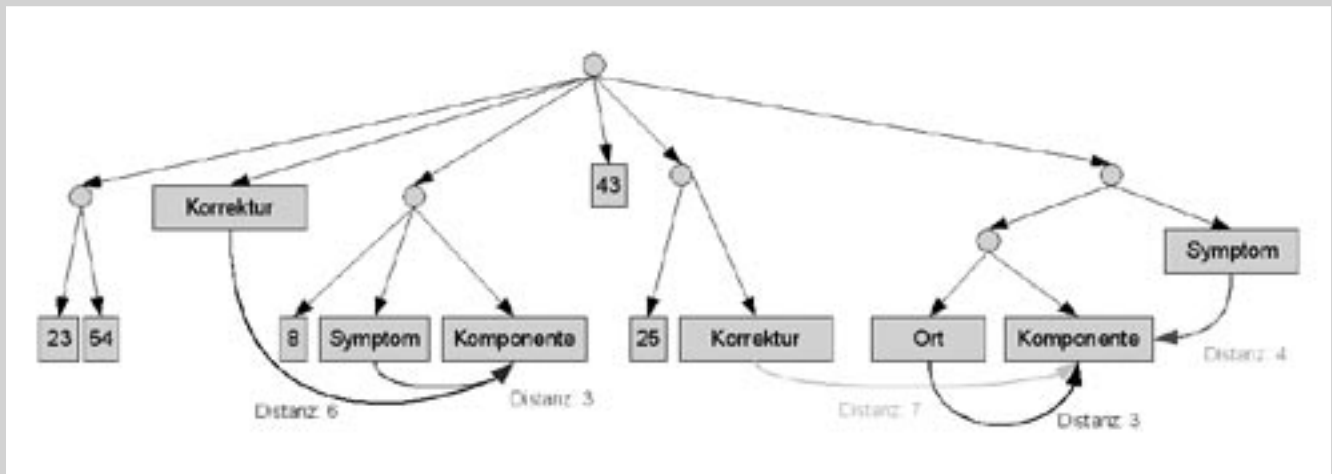 43
Korrektur
Symptom
23
54
8
Symptom
Komponente
25
Korrektur
Ort
Komponente
Distanz: 4
Distanz: 6
Distanz: 3
Distanz: 7
Distanz: 3